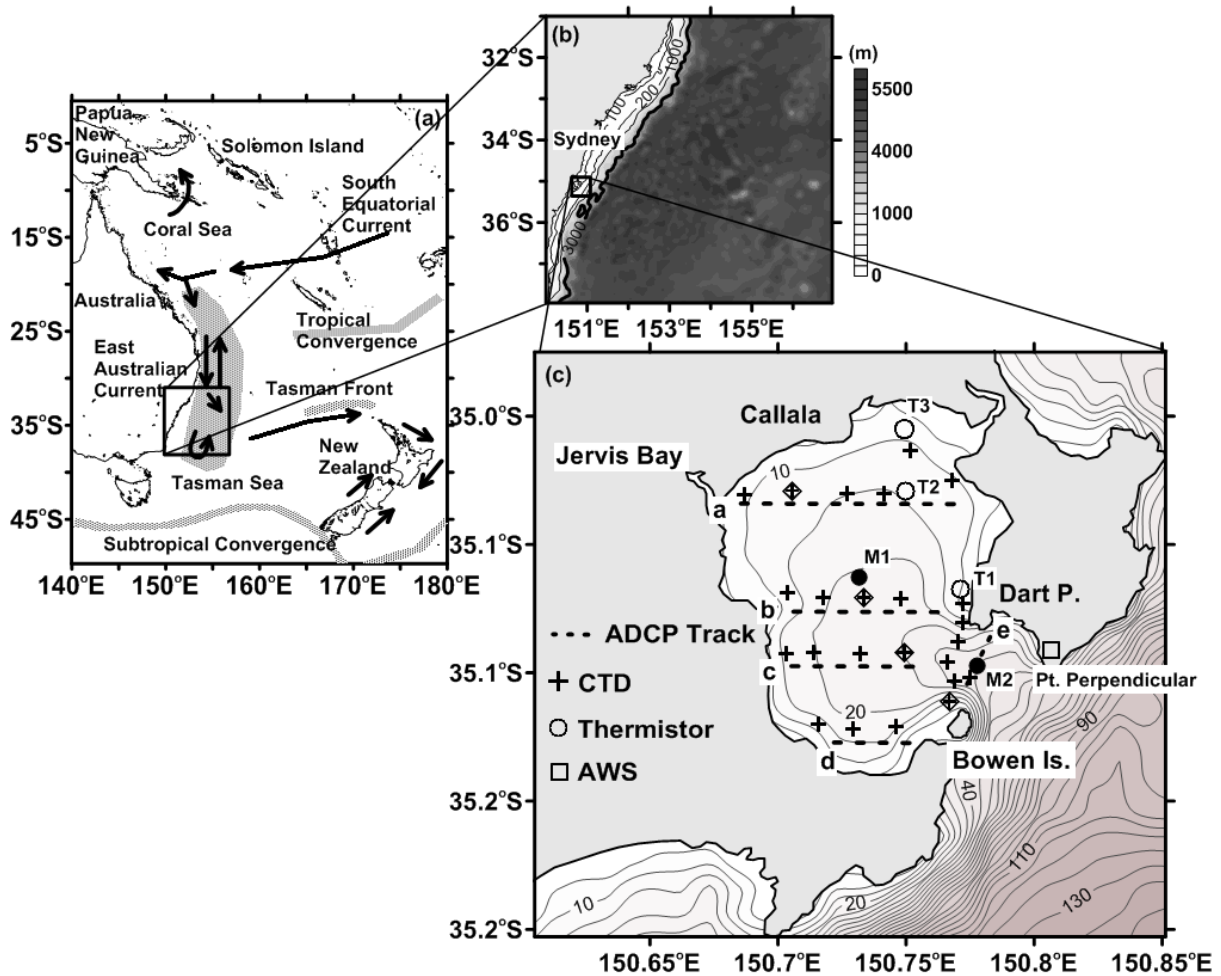 (a)
Papua
New
Guinea
Solomon Island
South
Equatorial
Current
Coral Sea
Australia
Tropical
Convergence
East
Australian
Current
Tasman Front
New
Zealand
Tasman Sea
Subtropical Convergence
5°S
15°S
25°S
35°S
45°S
140°E 150°E 160°E 170°E 180°E
(b)
32°S
34°S
36°S
100
200
1000
Sydney
3000
151°E 153°E 155°E
(m)
5500
4000
1000
0
(c)
35.0°S
35.1°S
35.1°S
35.2°S
35.2°S
Callala
T3
10
Jervis Bay
T2
a
M1
T1
Dart P.
b
e
ADCP Track
c
M2
Pt. Perpendicular
CTD
20
90
Thermistor
d
Bowen Is.
AWS
40
110
10
20
130
150.65°E 150.7°E 150.75°E 150.8°E 150.85°E